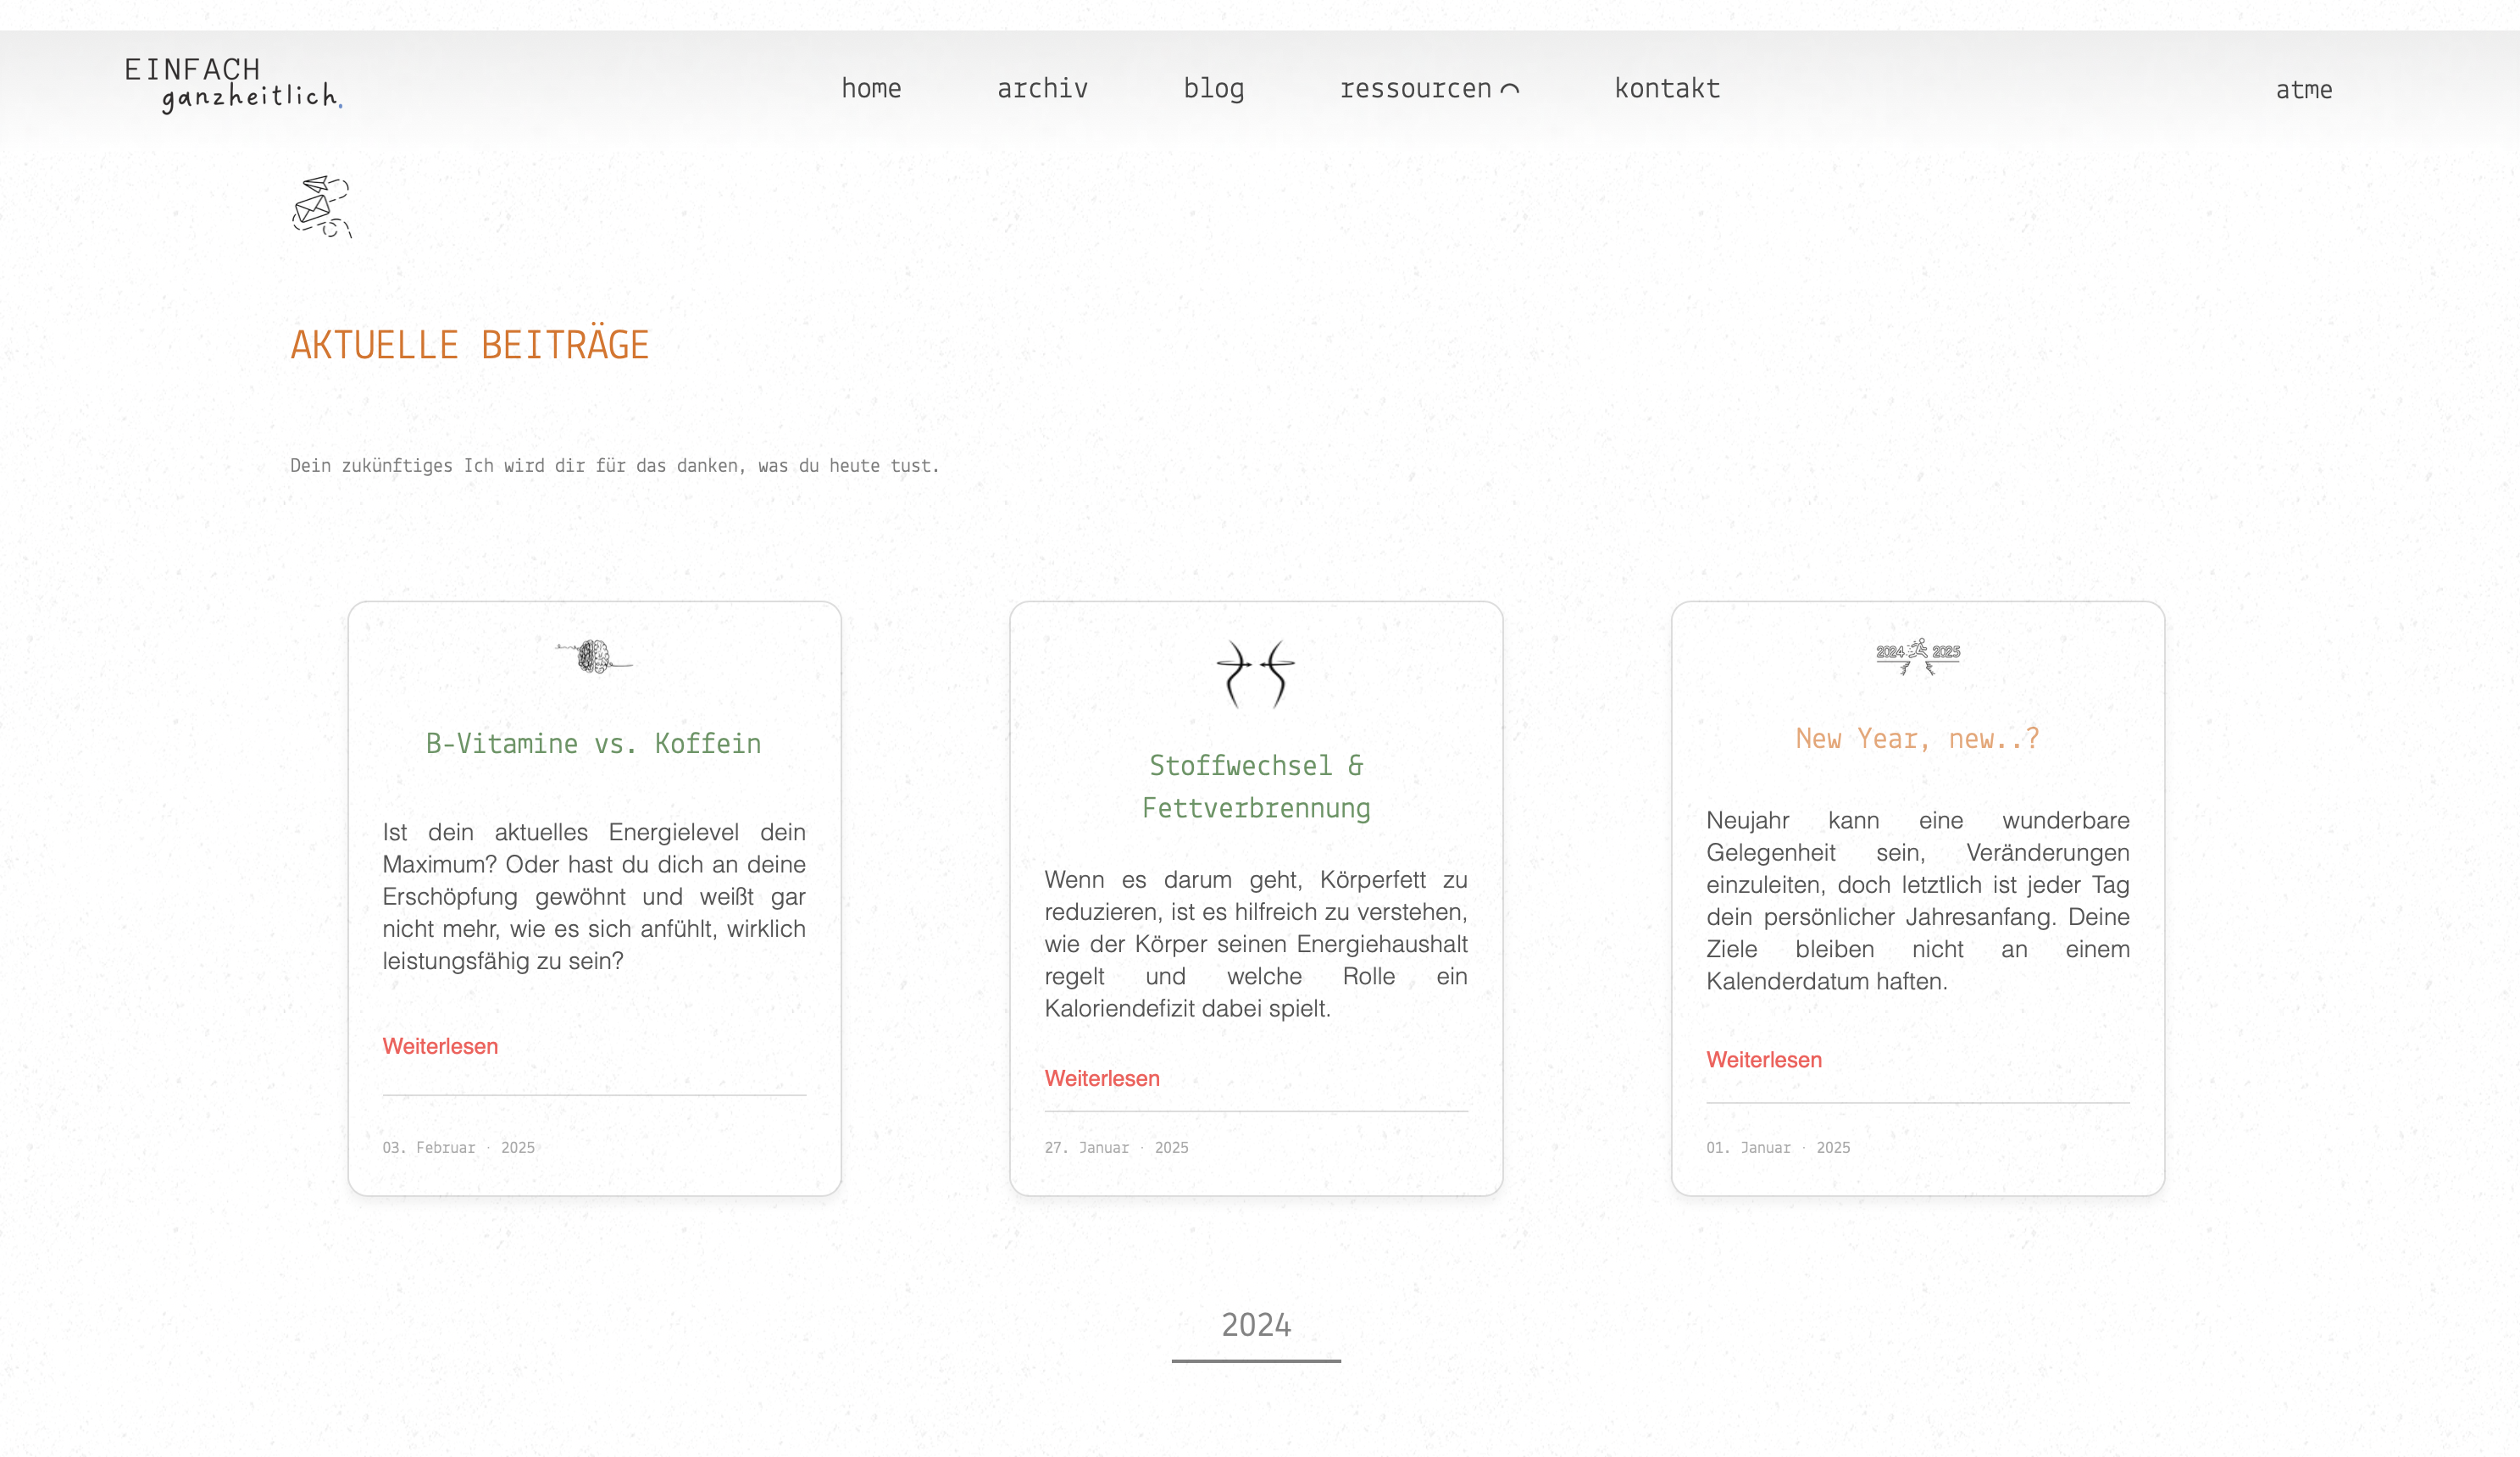 EINFACH
ganzheitlich.
home archiv blog ressourcen kontakt atme
AKTUELLE BEITRÄGE
Dein zukünftiges Ich wird dir für das danken, was du heute tust.
B-Vitamine vs. Koffein
Ist dein aktuelles Energielevel dein
Maximum? Oder hast du dich an deine
Erschöpfung gewöhnt und weißt gar
nicht mehr, wie es sich anfühlt, wirklich
leistungsfähig zu sein?
Weiterlesen
03. Februar · 2025
Stoffwechsel &
Fettverbrennung
Wenn es darum geht, Körperfett zu
reduzieren, ist es hilfreich zu verstehen,
wie der Körper seinen Energiehaushalt
regelt und welche Rolle ein
Kaloriendefizit dabei spielt.
Weiterlesen
27. Januar · 2025
2024 2025
New Year, new..?
Neujahr kann eine wunderbare
Gelegenheit sein, Veränderungen
einzuleiten, doch letztlich ist jeder Tag
dein persönlicher Jahresanfang. Deine
Ziele bleiben nicht an einem
Kalenderdatum haften.
Weiterlesen
01. Januar · 2025
2024